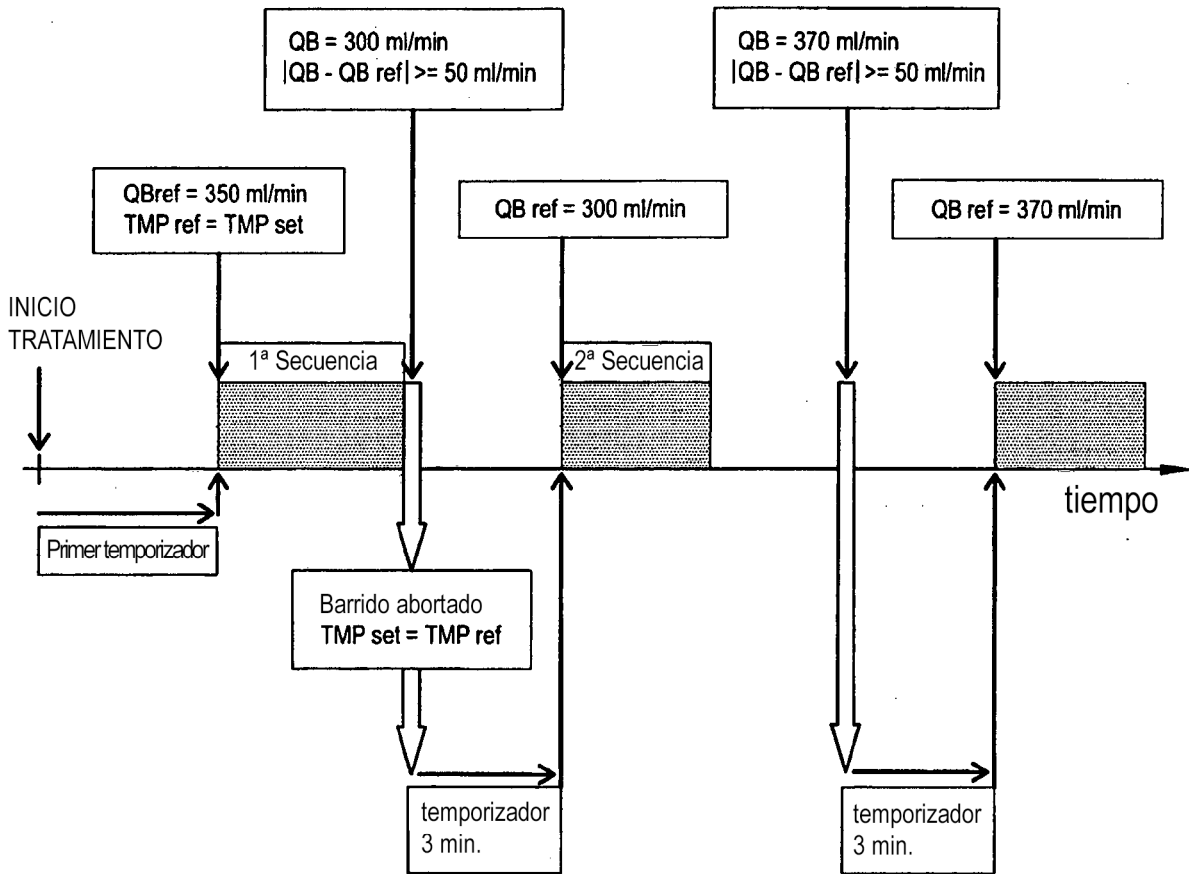 QB = 300 ml/min
|QB - QB ref| >= 50 ml/min
QB = 370 ml/min
|QB - QB ref| >= 50 ml/min
QBref = 350 ml/min
TMP ref = TMP set
QB ref = 300 ml/min
QB ref = 370 ml/min
INICIO
TRATAMIENTO
1ª Secuencia
2ª Secuencia
tiempo
Primer temporizador
Barrido abortado
TMP set = TMP ref
temporizador
3 min.
temporizador
3 min.